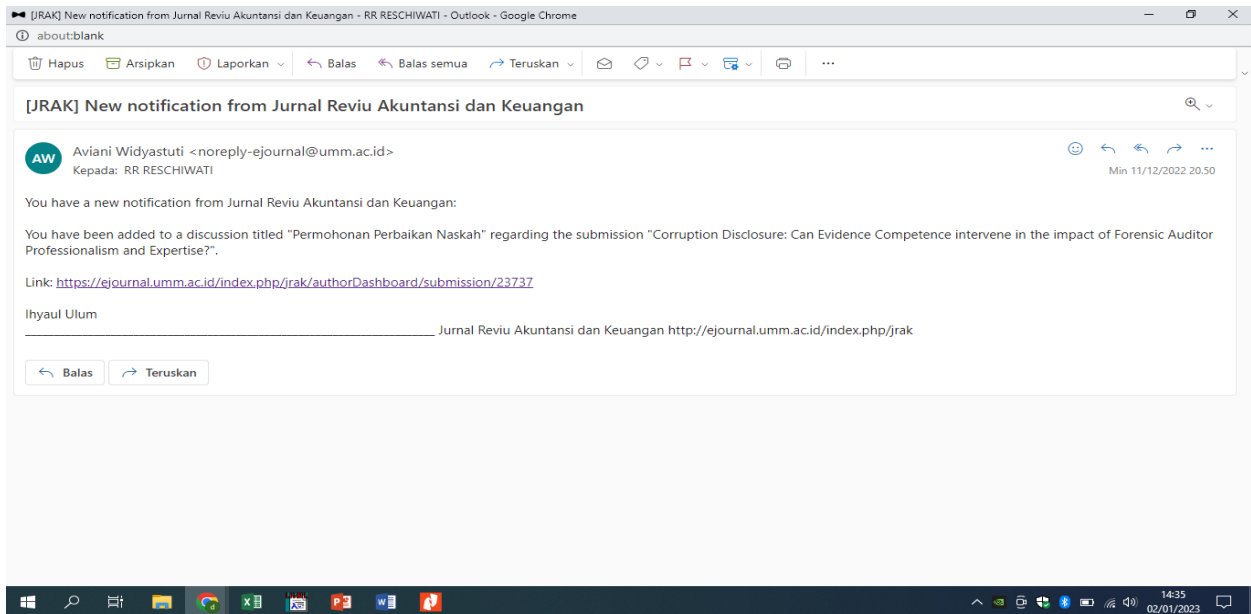 [JRAK] New notification from Jurnal Reviu Akuntansi dan Keuangan - RR RESCHIWATI - Outlook - Google Chrome
about:blank
Hapus Arsipkan Laporkan Balas Balas semua Teruskan
[JRAK] New notification from Jurnal Reviu Akuntansi dan Keuangan
AW
Aviani Widyastuti <noreply-ejournal@umm.ac.id>
Kepada: RR RESCHIWATI
Min 11/12/2022 20.50
You have a new notification from Jurnal Reviu Akuntansi dan Keuangan:
You have been added to a discussion titled "Permohonan Perbaikan Naskah" regarding the submission "Corruption Disclosure: Can Evidence Competence intervene in the impact of Forensic Auditor
Professionalism and Expertise?".
Link: https://ejournal.umm.ac.id/index.php/jrak/authorDashboard/submission/23737
Ihyaul Ulum
________________________________________________________________________ Jurnal Reviu Akuntansi dan Keuangan http://ejournal.umm.ac.id/index.php/jrak
Balas Teruskan
14:35
02/01/2023